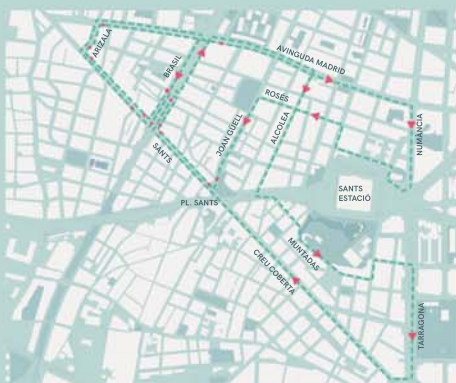 ARIZALA
BRASIL
AVINGUDA MADRID
ROSÉS
NUMÀNCIA
ALCOLEA
JOAN GÜELL
SANTS
SANTS
ESTACIÓ
PL. SANTS
MUNTADAS
CREU COBERTA
TARRAGONA